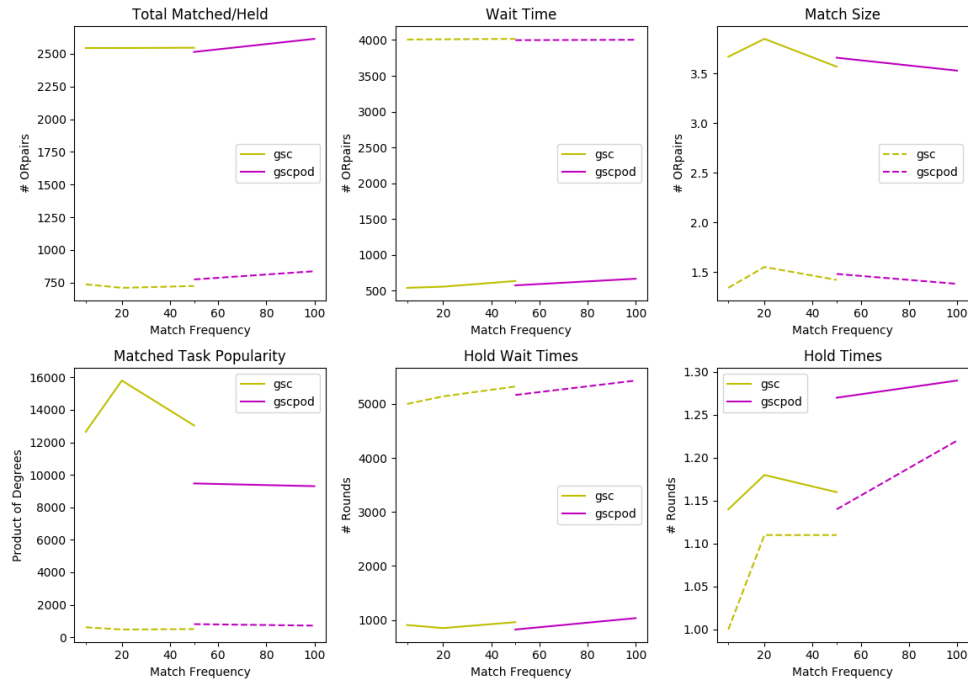 Total Matched/Held
# ORpairs
2500
2250
2000
1750
1500
1250
1000
750
gsc
gscpod
20
40
60
80
100
Match Frequency
Wait Time
# ORpairs
4000
3500
3000
2500
2000
1500
1000
500
gsc
gscpod
20
40
60
80
100
Match Frequency
Match Size
# ORpairs
3.5
3.0
2.5
2.0
1.5
gsc
gscpod
20
40
60
80
100
Match Frequency
Matched Task Popularity
Product of Degrees
16000
14000
12000
10000
8000
6000
4000
2000
0
gsc
gscpod
20
40
60
80
100
Match Frequency
Hold Wait Times
# Rounds
5000
4000
3000
2000
1000
gsc
gscpod
20
40
60
80
100
Match Frequency
Hold Times
# Rounds
1.30
1.25
1.20
1.15
1.10
1.05
1.00
gsc
gscpod
20
40
60
80
100
Match Frequency